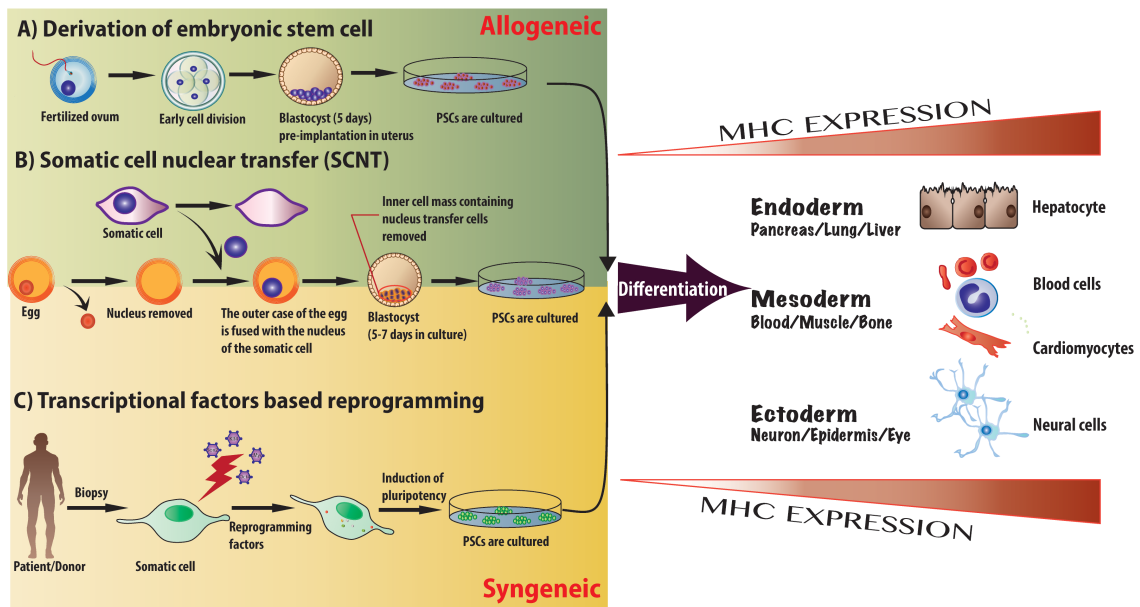 A) Derivation of embryonic stem cell
Allogeneic
Fertilized ovum
Early cell division
Blastocyst (5 days)
pre-implantation in uterus
PSCs are cultured
B) Somatic cell nuclear transfer (SCNT)
Somatic cell
Inner cell mass containing
nucleus transfer cells
removed
Egg
Nucleus removed
The outer case of the egg
is fused with the nucleus
of the somatic cell
Blastocyst
(5-7 days in culture)
PSCs are cultured
C) Transcriptional factors based reprogramming
Patient/Donor
Biopsy
Somatic cell
Reprogramming
factors
Induction of
pluripotency
PSCs are cultured
Syngeneic
Differentiation
MHC EXPRESSION
Endoderm
Pancreas/Lung/Liver
Hepatocyte
Mesoderm
Blood/Muscle/Bone
Blood cells
Cardiomyocytes
Ectoderm
Neuron/Epidermis/Eye
Neural cells
MHC EXPRESSION